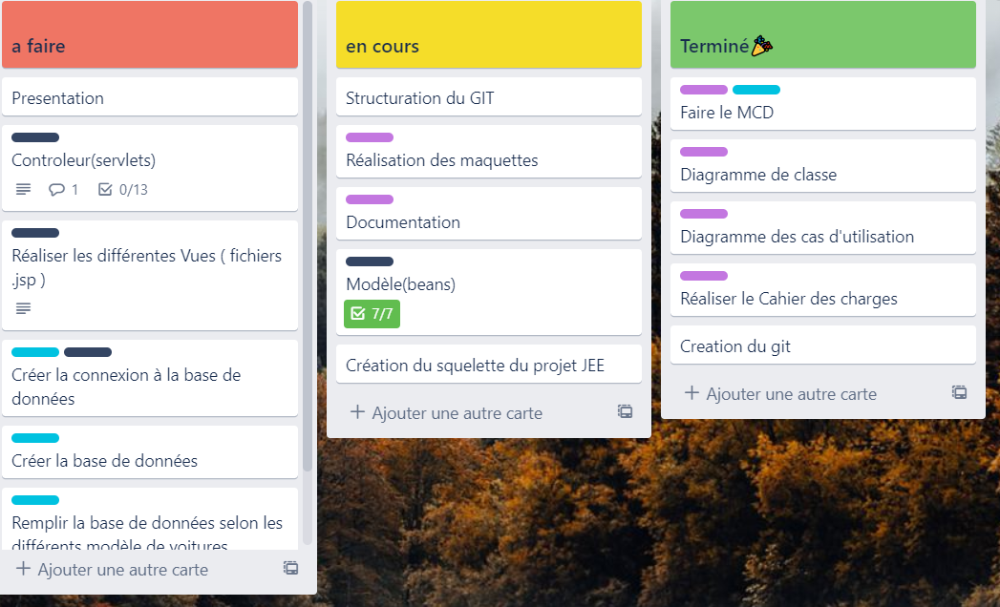 a faire
Presentation
Controleur(servlets)
1
0/13
Réaliser les différentes Vues ( fichiers
.jsp )
Créer la connexion à la base de
données
Créer la base de données
Remplir la base de données selon les
différents modèle de voitures
+ Ajouter une autre carte
en cours
Structuration du GIT
Réalisation des maquettes
Documentation
Modèle(beans)
7/7
Création du squelette du projet JEE
+ Ajouter une autre carte
Terminé🎉
Faire le MCD
Diagramme de classe
Diagramme des cas d'utilisation
Réaliser le Cahier des charges
Creation du git
+ Ajouter une autre carte